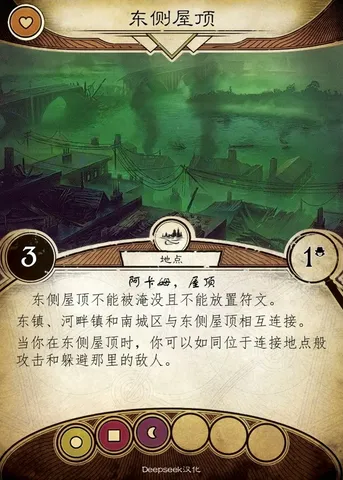 东侧屋顶
3
地点
1
阿卡姆，屋顶
东侧屋顶不能被淹没且不能放置符文。
东镇、河畔镇和南城区与东侧屋顶相互连接。
当你在东侧屋顶时，你可以如同位于连接地点般
攻击和躲避那里的敌人。
Deepseek汉化